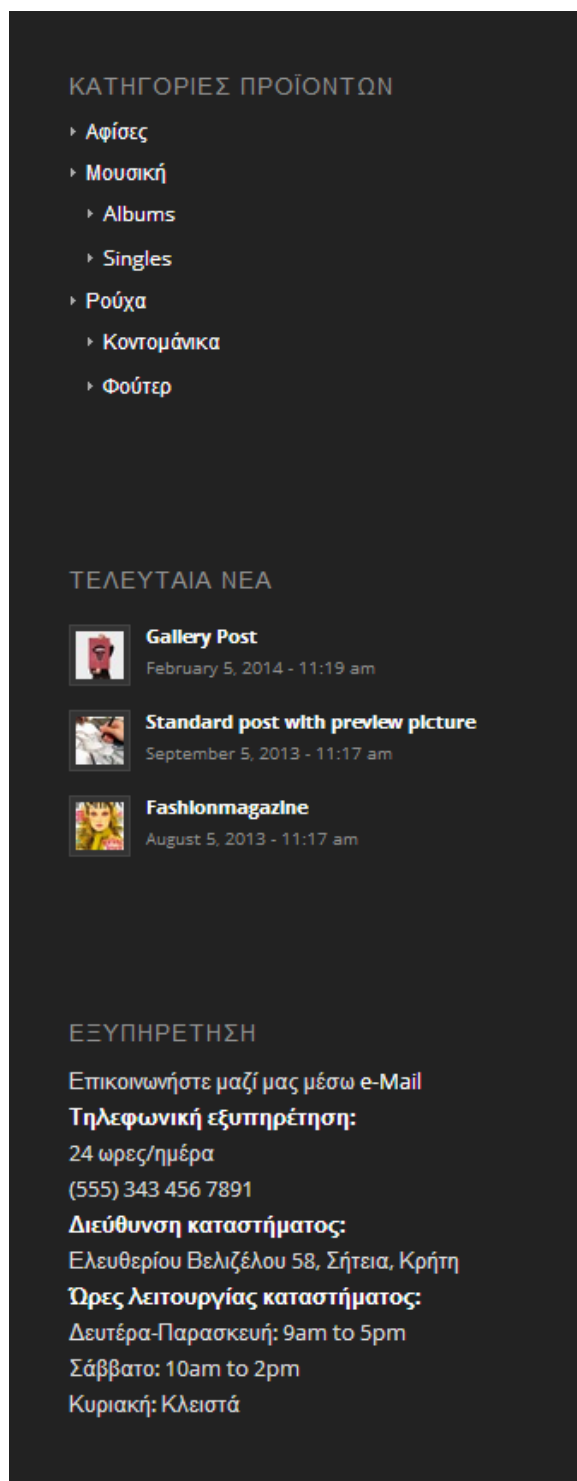 ΚΑΤΗΓΟΡΙΕΣ ΠΡΟΪΟΝΤΩΝ
Αφίσες
Μουσική
Albums
Singles
Ρούχα
Κοντομάνικα
Φούτερ
ΤΕΛΕΥΤΑΙΑ ΝΕΑ
Gallery Post
February 5, 2014 - 11:19 am
Standard post with preview picture
September 5, 2013 - 11:17 am
Fashionmagazine
August 5, 2013 - 11:17 am
ΕΞΥΠΗΡΕΤΗΣΗ
Επικοινωνήστε μαζί μας μέσω e-Mail
Τηλεφωνική εξυπηρέτηση:
24 ωρες/ημέρα
(555) 343 456 7891
Διεύθυνση καταστήματος:
Ελευθερίου Βελιζέλου 58, Σήτεια, Κρήτη
Ώρες λειτουργίας καταστήματος:
Δευτέρα-Παρασκευή: 9am to 5pm
Σάββατο: 10am to 2pm
Κυριακή: Κλειστά